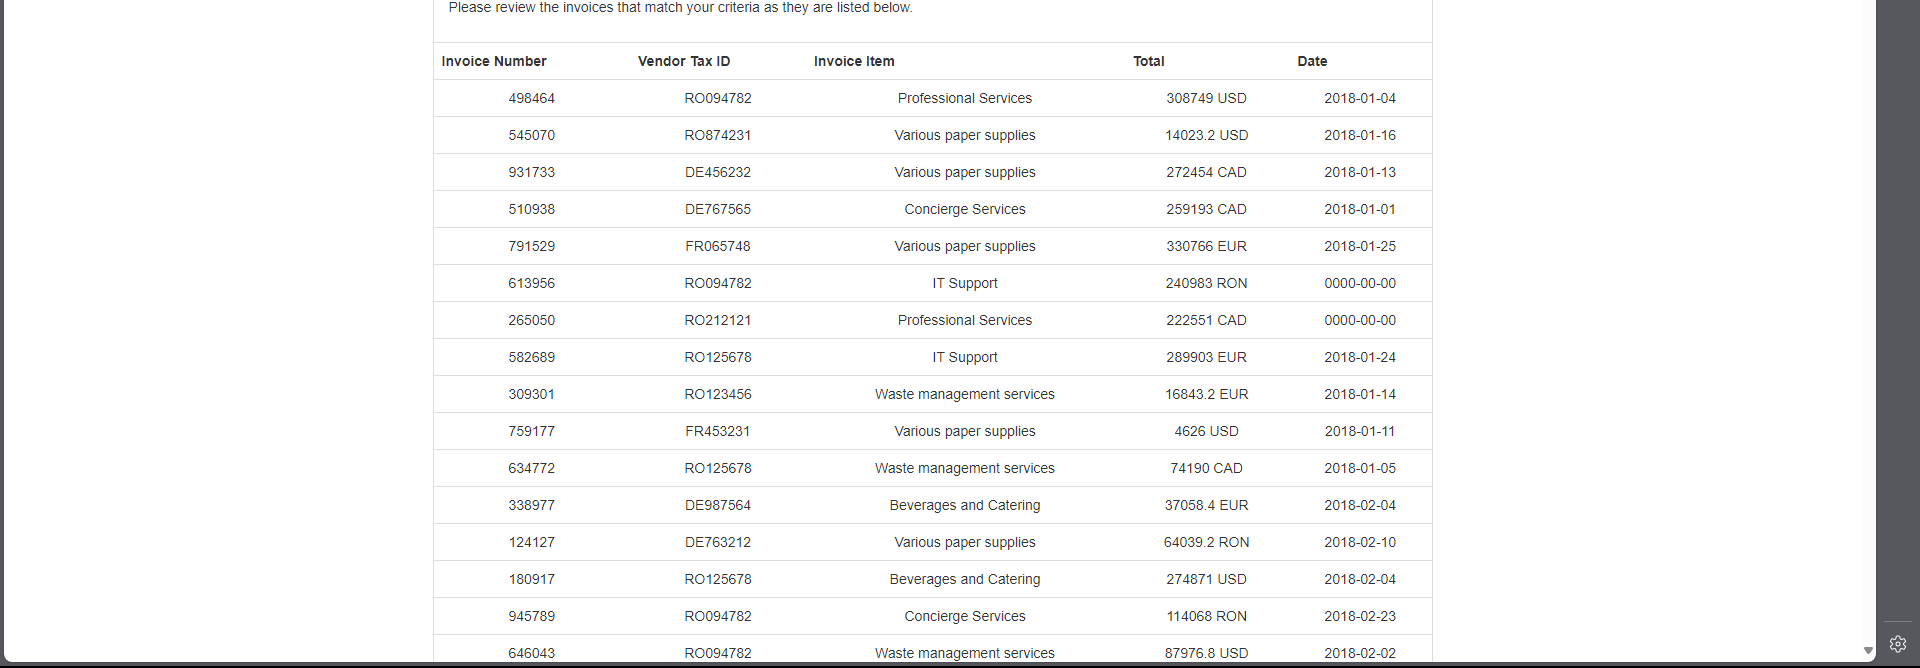 Please review the invoices that match your criteria as they are listed below.
Invoice Number Vendor Tax ID Invoice Item Total Date
498464 RO094782 Professional Services 308749 USD 2018-01-04
545070 RO874231 Various paper supplies 14023.2 USD 2018-01-16
931733 DE456232 Various paper supplies 272454 CAD 2018-01-13
510938 DE767565 Concierge Services 259193 CAD 2018-01-01
791529 FR065748 Various paper supplies 330766 EUR 2018-01-25
613956 RO094782 IT Support 240983 RON 0000-00-00
265050 RO212121 Professional Services 222551 CAD 0000-00-00
582689 RO125678 IT Support 289903 EUR 2018-01-24
309301 RO123456 Waste management services 16843.2 EUR 2018-01-14
759177 FR453231 Various paper supplies 4626 USD 2018-01-11
634772 RO125678 Waste management services 74190 CAD 2018-01-05
338977 DE987564 Beverages and Catering 37058.4 EUR 2018-02-04
124127 DE763212 Various paper supplies 64039.2 RON 2018-02-10
180917 RO125678 Beverages and Catering 274871 USD 2018-02-04
945789 RO094782 Concierge Services 114068 RON 2018-02-23
646043 RO094782 Waste management services 87976.8 USD 2018-02-02